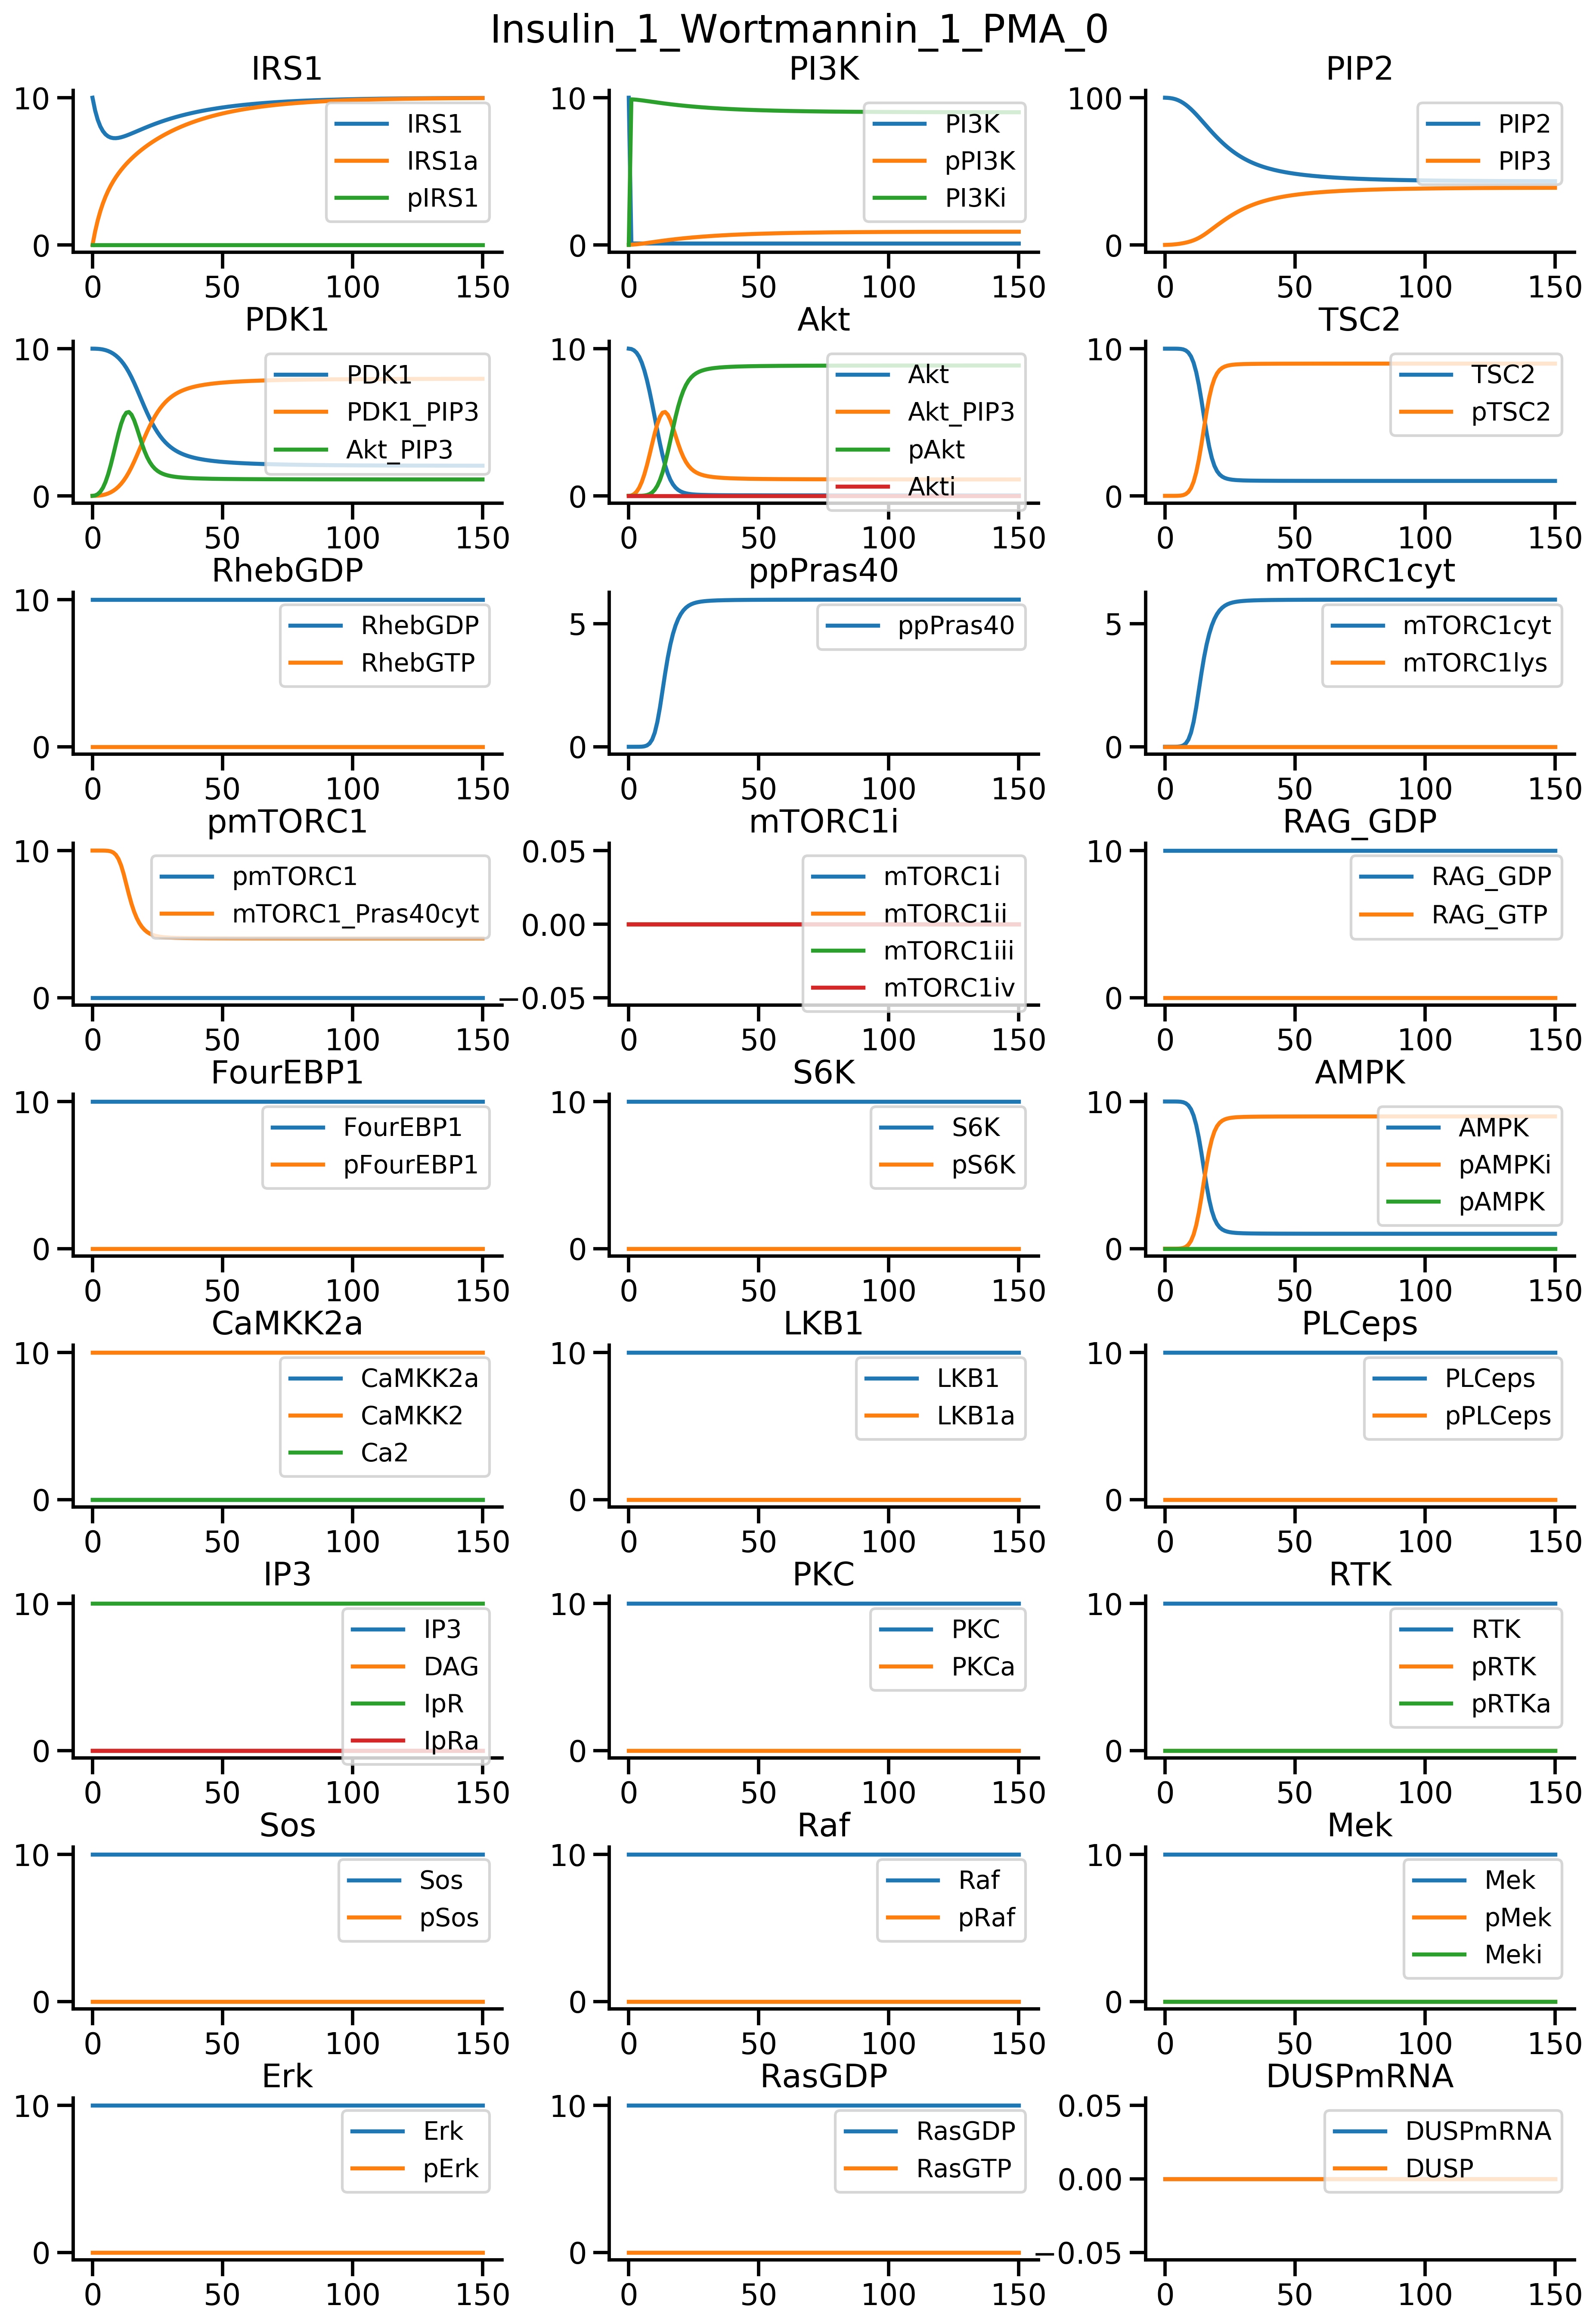 Insulin_1_Wortmannin_1_PMA_0
IRS1
10
0
0 50 100 150
IRS1
IRS1a
pIRS1
PI3K
10
0
0 50 100 150
PI3K
pPI3K
PI3Ki
PIP2
100
0
0 50 100 150
PIP2
PIP3
PDK1
10
0
0 50 100 150
PDK1
PDK1_PIP3
Akt_PIP3
Akt
10
0
0 50 100 150
Akt
Akt_PIP3
pAkt
Akti
TSC2
10
0
0 50 100 150
TSC2
pTSC2
RhebGDP
10
0
0 50 100 150
RhebGDP
RhebGTP
ppPras40
5
0
0 50 100 150
ppPras40
mTORC1cyt
5
0
0 50 100 150
mTORC1cyt
mTORC1lys
pmTORC1
10
0
0 50 100 150
pmTORC1
mTORC1_Pras40cyt
mTORC1i
0.05
0.00
−0.05
0 50 100 150
mTORC1i
mTORC1ii
mTORC1iii
mTORC1iv
RAG_GDP
10
0
0 50 100 150
RAG_GDP
RAG_GTP
FourEBP1
10
0
0 50 100 150
FourEBP1
pFourEBP1
S6K
10
0
0 50 100 150
S6K
pS6K
AMPK
10
0
0 50 100 150
AMPK
pAMPKi
pAMPK
CaMKK2a
10
0
0 50 100 150
CaMKK2a
CaMKK2
Ca2
LKB1
10
0
0 50 100 150
LKB1
LKB1a
PLCeps
10
0
0 50 100 150
PLCeps
pPLCeps
IP3
10
0
0 50 100 150
IP3
DAG
IpR
IpRa
PKC
10
0
0 50 100 150
PKC
PKCa
RTK
10
0
0 50 100 150
RTK
pRTK
pRTKa
Sos
10
0
0 50 100 150
Sos
pSos
Raf
10
0
0 50 100 150
Raf
pRaf
Mek
10
0
0 50 100 150
Mek
pMek
Meki
Erk
10
0
0 50 100 150
Erk
pErk
RasGDP
10
0
0 50 100 150
RasGDP
RasGTP
DUSPmRNA
0.05
0.00
−0.05
0 50 100 150
DUSPmRNA
DUSP